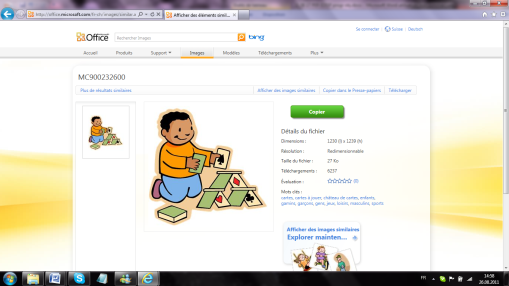 http://office.microsoft.com/fr-ch/images/similar.a
Afficher des éléments simil...
Se connecter
Suisse
Deutsch
Office
Rechercher Images
bing
Accueil
Produits
Support
Images
Modèles
Téléchargements
Plus
MC900232600
Plus de résultats similaires
Afficher des images similaires
Copier dans le Presse-papiers
Télécharger
Copier
Détails du fichier
Dimensions :
1239 (l) x 1239 (h)
Résolution :
Redimensionnable
Taille du fichier :
27 Ko
Téléchargements :
6237
Évaluation :
(0)
Mots clés :
cartes, cartes à jouer, château de cartes, enfants,
gamins, garçons, gens, jeux, loisirs, masculins, sports
Afficher des images similaires
Explorer mainten...
FR
14:58
20.08.2011